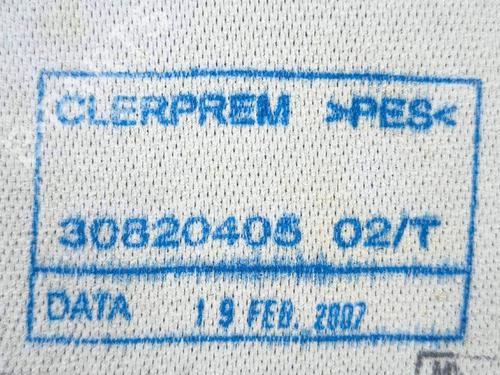 CLERPREM >PES<
30820405 02/T
DATA 19 FEB. 2007